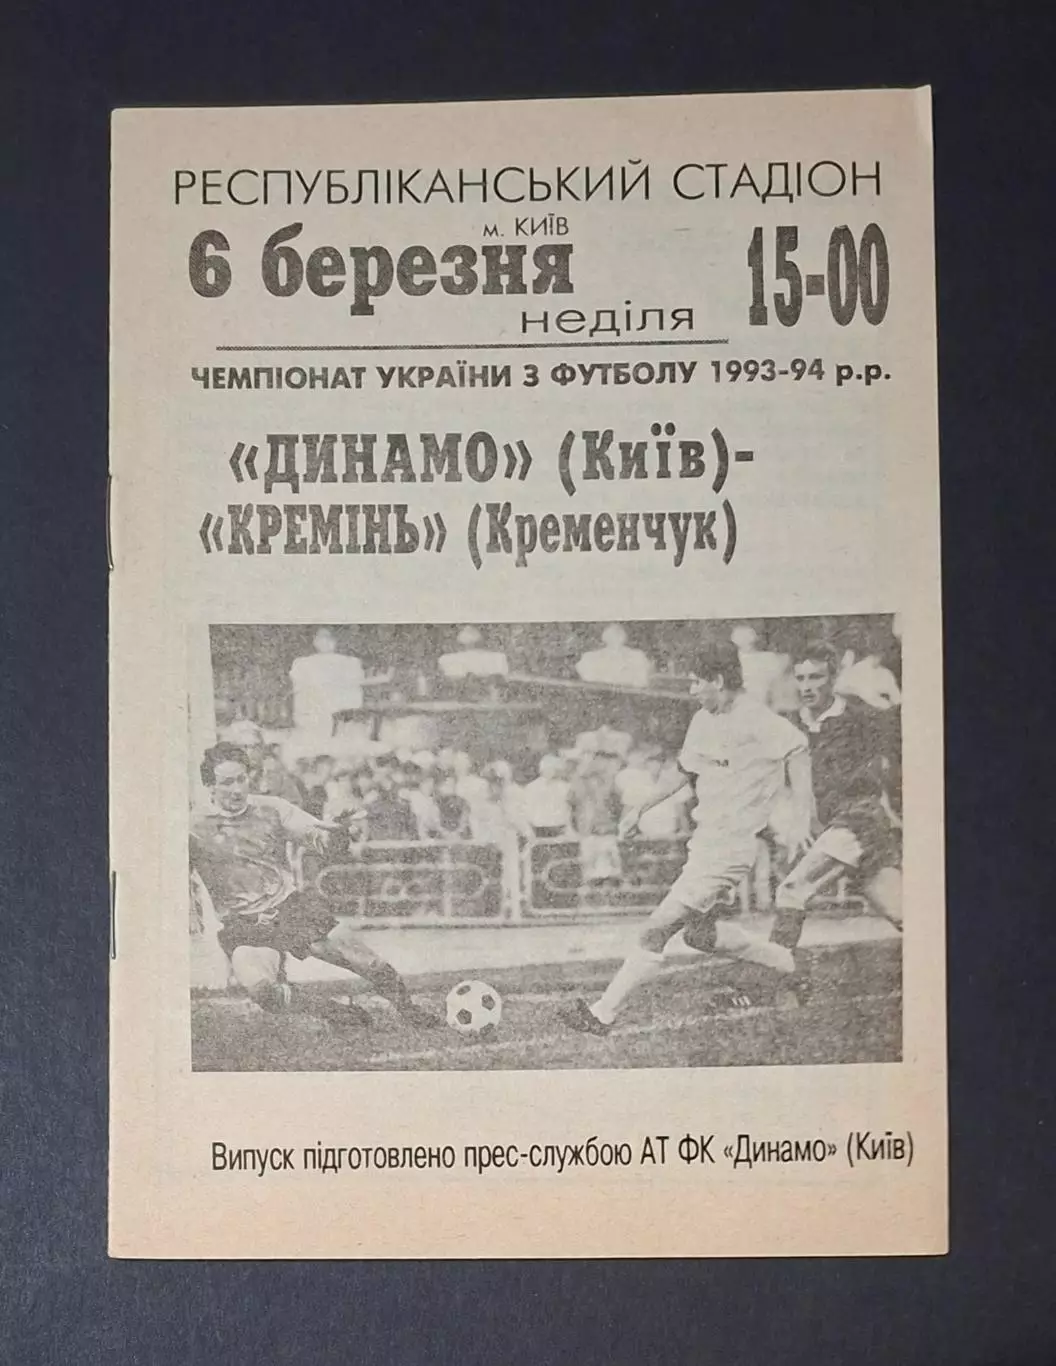 РЕСПУБЛІКАНСЬКИЙ СТАДІОН
м. КИЇВ
6 березня 15-00
неділя
ЧЕМПІОНАТ УКРАЇНИ З ФУТБОЛУ 1993-94 р.р.
«ДИНАМО» (Київ)-
«КРЕМІНЬ» (Кременчук)
Випуск підготовлено прес-службою АТ ФК «Динамо» (Київ)